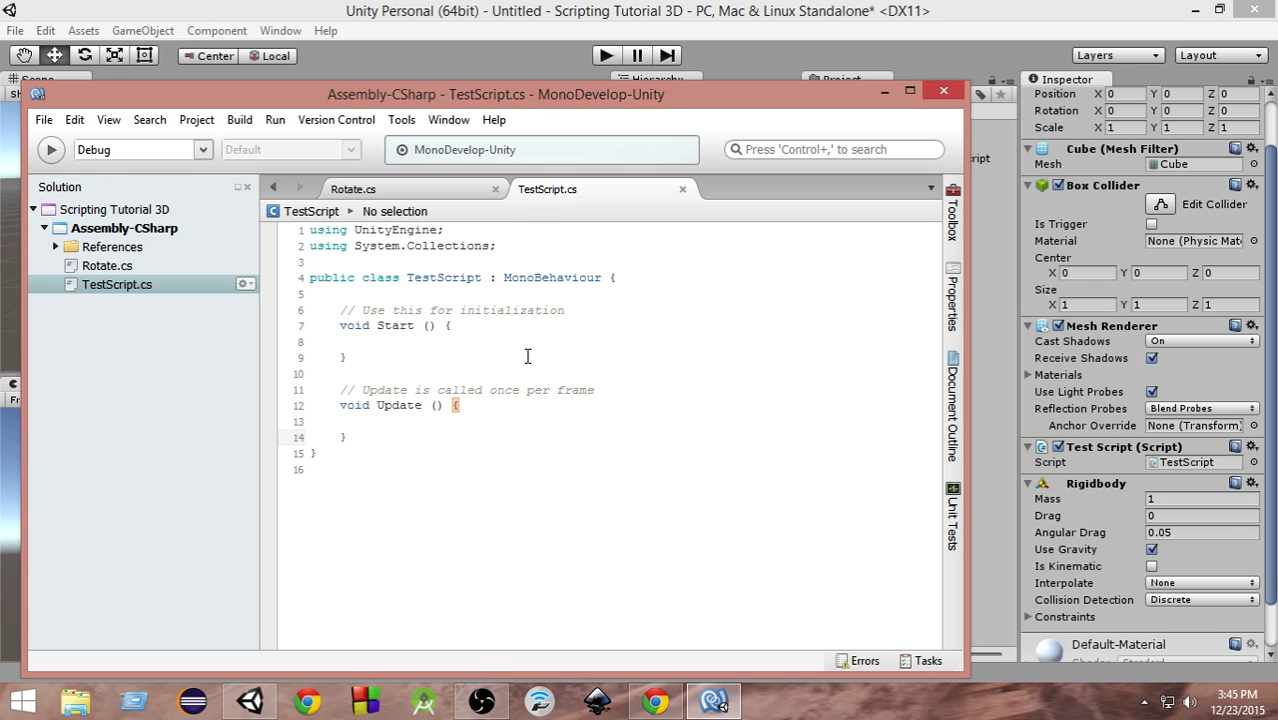 Unity Personal (64bit) - Untitled - Scripting Tutorial 3D - PC, Mac & Linux Standalone* <DX11>
File Edit Assets GameObject Component Window Help
Center Local Layers Layout
Scene Hierarchy Project Inspector
Assembly-CSharp - TestScript.cs - MonoDevelop-Unity
File Edit View Search Project Build Run Version Control Tools Window Help
Debug Default MonoDevelop-Unity Press 'Control+,' to search
Solution
Scripting Tutorial 3D
Assembly-CSharp
References
Rotate.cs
TestScript.cs
Rotate.cs TestScript.cs
TestScript No selection
1 using UnityEngine;
2 using System.Collections;
3
4 public class TestScript : MonoBehaviour {
5
6 // Use this for initialization
7 void Start () {
8
9 }
10
11 // Update is called once per frame
12 void Update () {
13
14 }
15 }
16
Toolbox
Properties
Document Outline
Unit Tests
Errors Tasks
Position X 0 Y 0 Z 0
Rotation X 0 Y 0 Z 0
Scale X 1 Y 1 Z 1
Cube (Mesh Filter)
Mesh Cube
Box Collider
Edit Collider
Is Trigger
Material None (Physic Mat
Center
X 0 Y 0 Z 0
Size
X 1 Y 1 Z 1
Mesh Renderer
Cast Shadows On
Receive Shadows
Materials
Use Light Probes
Reflection Probes Blend Probes
Anchor Override None (Transform)
Test Script (Script)
Script TestScript
Rigidbody
Mass 1
Drag 0
Angular Drag 0.05
Use Gravity
Is Kinematic
Interpolate None
Collision Detection Discrete
Constraints
Default-Material
Shader Standard
3:45 PM
12/23/2015